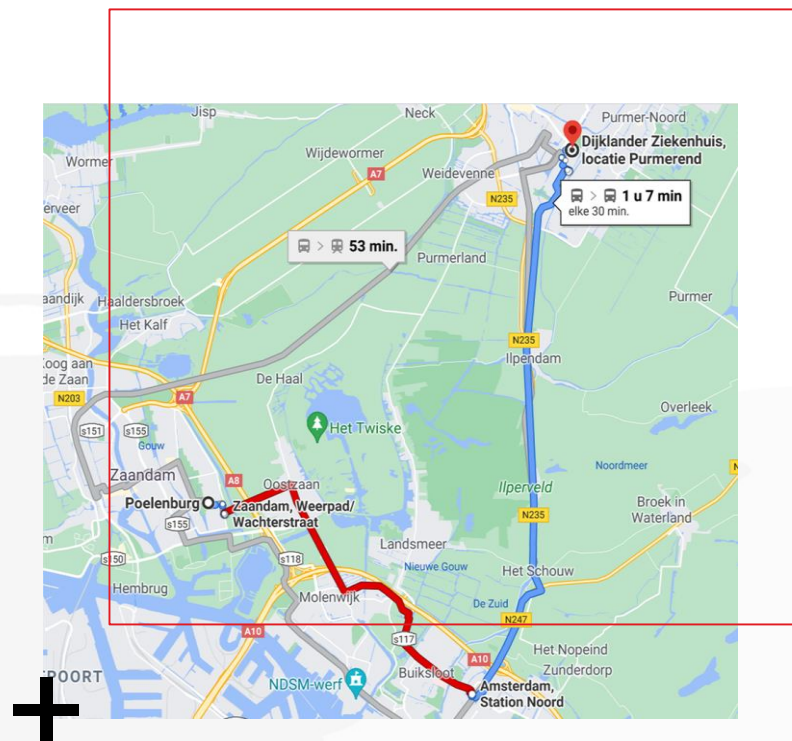 Jisp
Neck
Purmer-Noord
Dijklander Ziekenhuis,
locatie Purmerend
Wormer
Wijdewormer
A7
Weidevenne
N235
1 u 7 min
elke 30 min.
erveer
53 min.
Purmerland
Purmer
aandijk
Haaldersbroek
Het Kalf
N235
Ilpendam
oog aan
de Zaan
De Haal
N203
A7
Overleek
s151
s155
Gouw
Het Twiske
Zaandam
A8
Oostzaan
Ilperveld
Noordmeer
N
Poelenburg
Zaandam, Weerpad/
Wachterstraat
s155
N235
Broek in
Waterland
m
s150
s118
Landsmeer
Nieuwe Gouw
Het Schouw
Hembrug
Molenwijk
De Zuid
N247
A10
s117
Het Nopeind
A10
Zunderdorp
POORT
NDSM-werf
Buiksloot
Amsterdam,
Station Noord